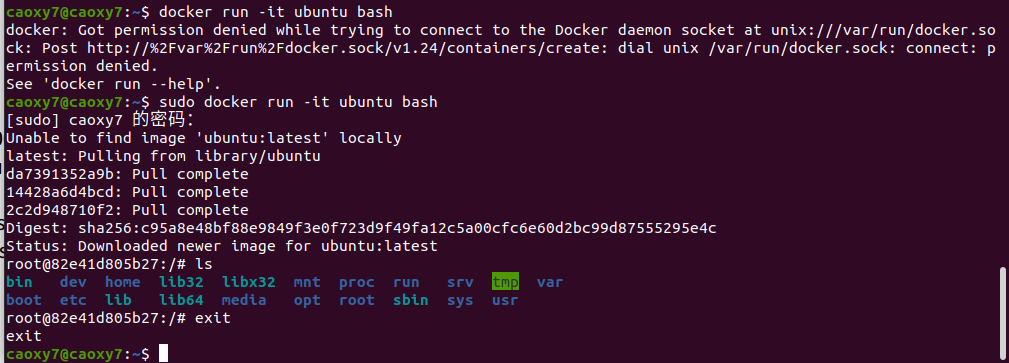 caoxy7@caoxy7:~$ docker run -it ubuntu bash
docker: Got permission denied while trying to connect to the Docker daemon socket at unix:///var/run/docker.so
ck: Post http://%2Fvar%2Frun%2Fdocker.sock/v1.24/containers/create: dial unix /var/run/docker.sock: connect: p
ermission denied.
See 'docker run --help'.
caoxy7@caoxy7:~$ sudo docker run -it ubuntu bash
[sudo] caoxy7 的密码：
Unable to find image 'ubuntu:latest' locally
latest: Pulling from library/ubuntu
da7391352a9b: Pull complete
14428a6d4bcd: Pull complete
2c2d948710f2: Pull complete
Digest: sha256:c95a8e48bf88e9849f3e0f723d9f49fa12c5a00cfc6e60d2bc99d87555295e4c
Status: Downloaded newer image for ubuntu:latest
root@82e41d805b27:/# ls
bin dev home lib32 libx32 mnt proc run srv tmp var
boot etc lib lib64 media opt root sbin sys usr
root@82e41d805b27:/# exit
exit
caoxy7@caoxy7:~$